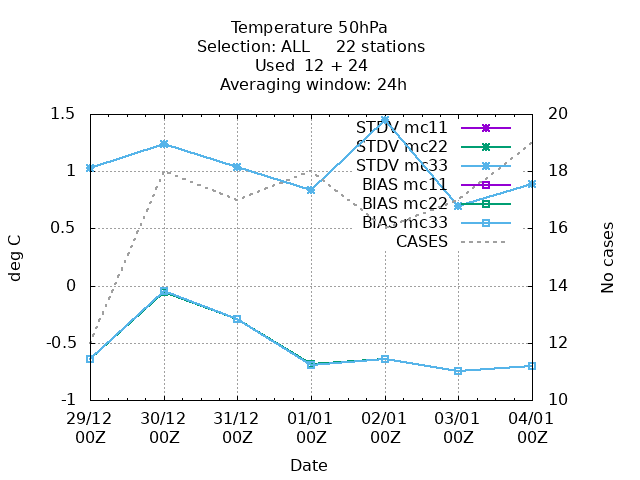 Temperature 50hPa
Selection: ALL     22 stations
Used  12 + 24
Averaging window: 24h
1.5
1
0.5
0
-0.5
-1
deg C
20
18
16
14
12
10
No cases
STDV mc11
STDV mc22
STDV mc33
BIAS mc11
BIAS mc22
BIAS mc33
CASES
29/12 30/12 31/12 01/01 02/01 03/01 04/01
00Z 00Z 00Z 00Z 00Z 00Z 00Z
Date